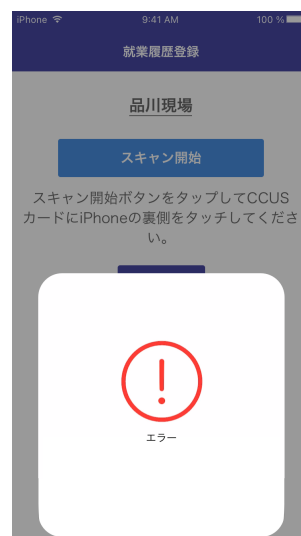 iPhone 9:41 AM 100 %
就業履歴登録
品川現場
スキャン開始
スキャン開始ボタンをタップしてCCUS
カードにiPhoneの裏側をタッチしてくださ
い。
エラー